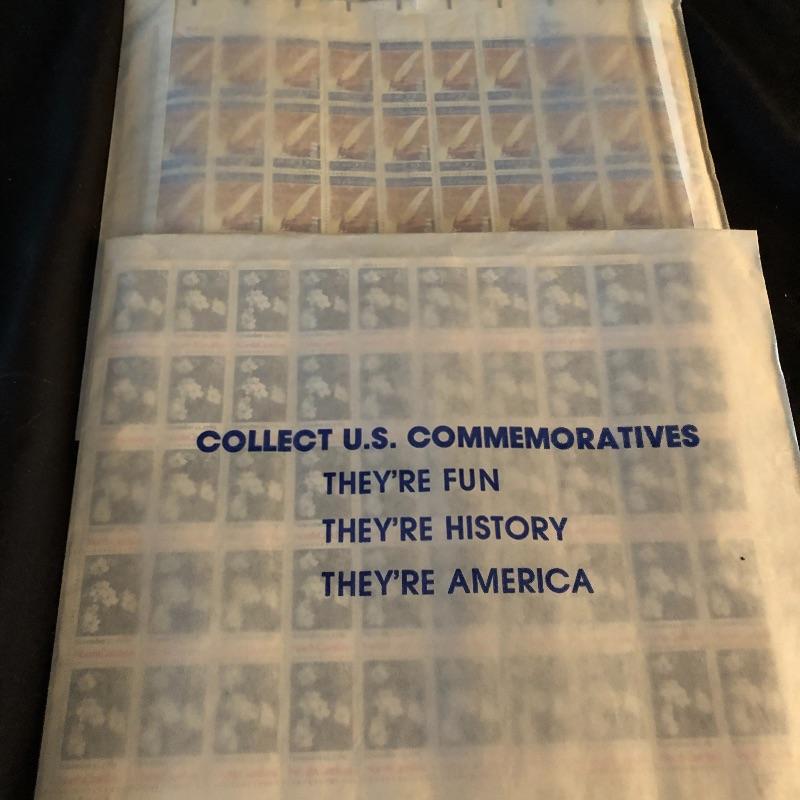 COLLECT U.S. COMMEMORATIVES
THEY'RE FUN
THEY'RE HISTORY
THEY'RE AMERICA